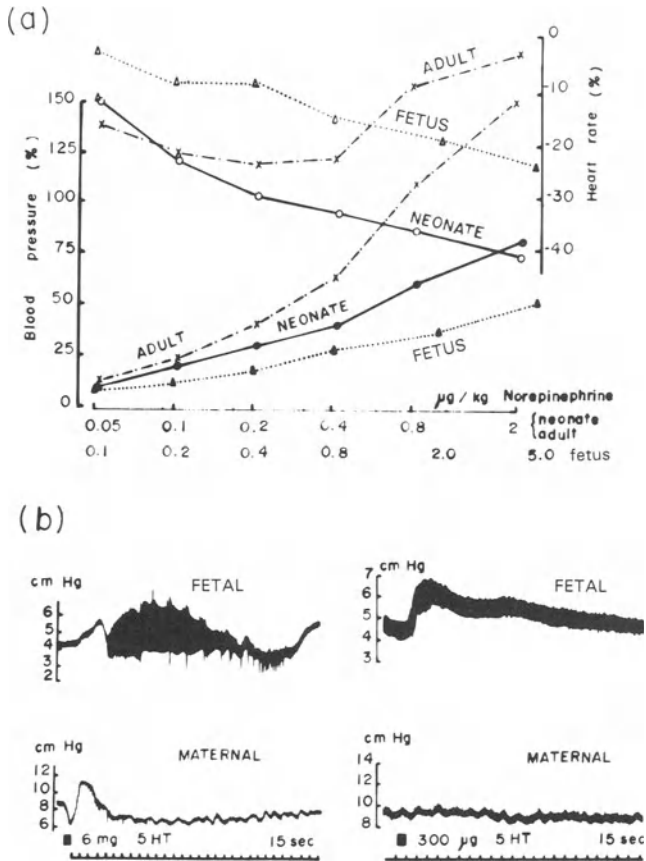 (a)
150
125
100
75
50
25
0
Blood pressure (%)
0
-10
-20
-30
-40
Heart rate (%)
ADULT
FETUS
NEONATE
ADULT
NEONATE
FETUS
µg / kg Norepinephrine
0.05 0.1 0.2 0.4 0.8 2 {neonate
adult
0.1 0.2 0.4 0.8 2.0 5.0 fetus
(b)
cm Hg FETAL
6
5
4
3
2
7 cm Hg FETAL
6
5
4
3
cm Hg MATERNAL
12
10
8
6
6 mg 5 HT 15 sec
cm Hg MATERNAL
14
12
10
8
300 µg 5 HT 15 sec